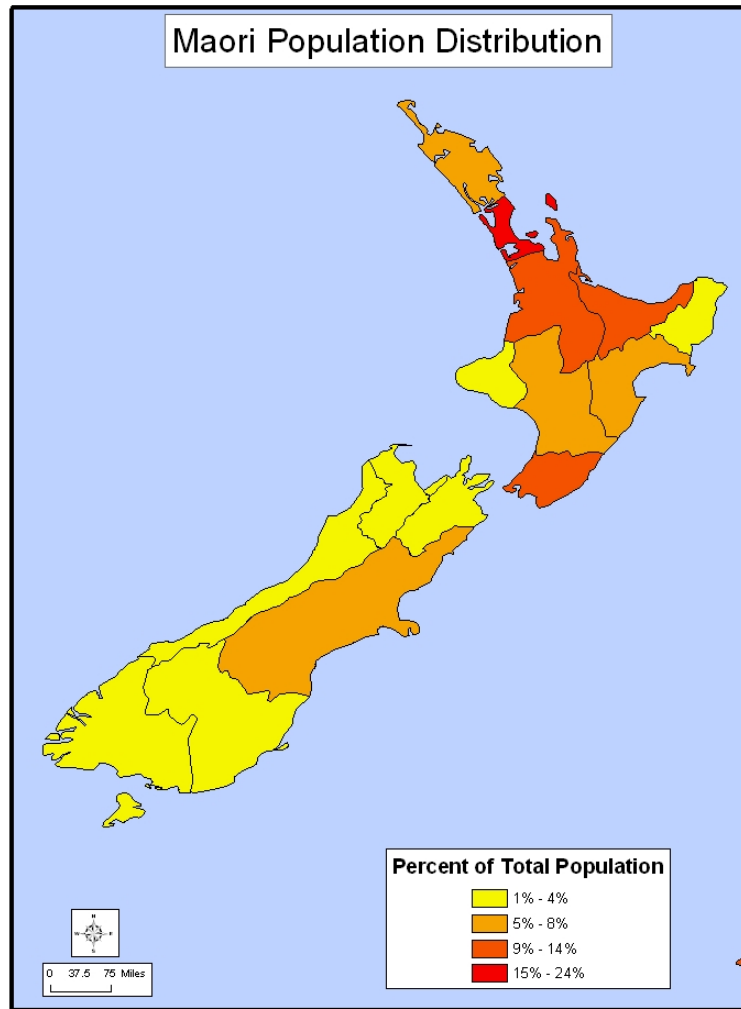 Maori Population Distribution
Percent of Total Population
1% - 4%
5% - 8%
9% - 14%
15% - 24%
N
W E
S
0 37.5 75 Miles